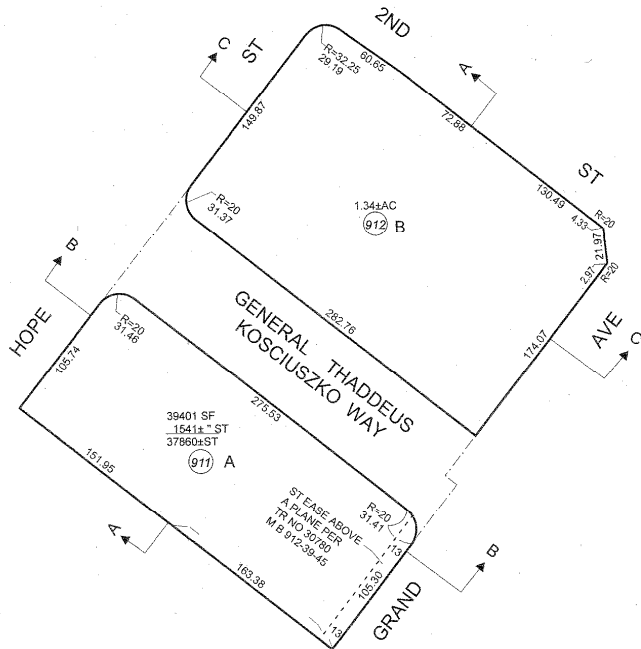 2ND
ST
C
ST
R=32.25
29.19
60.65
A
72.88
149.87
130.49
ST
R=20
4.33
21.97
R=20
2.97
R=20
31.37
1.34±AC
912 B
B
HOPE
282.76
GENERAL THADDEUS
KOSCIUSZKO WAY
174.07
AVE
C
R=20
31.46
105.74
275.53
39401 SF
1541± " ST
37860±ST
911 A
151.95
ST EASE ABOVE
A PLANE PER
TR NO 30780
M B 912-39-45
R=20
31.41
13
B
A
163.38
105.30
GRAND
13